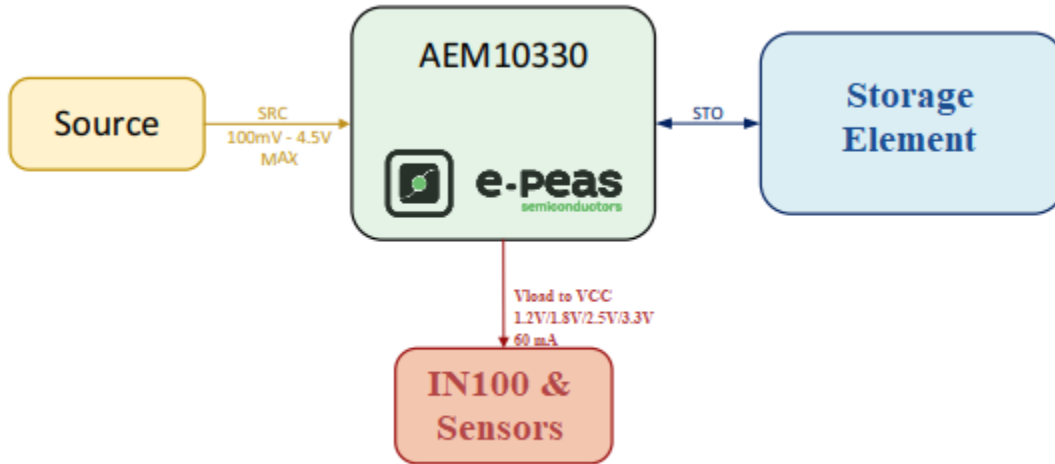 AEM10330
Source
SRC
100mV - 4.5V
MAX
e-peas
semiconductors
STO
Storage
Element
Vload to VCC
1.2V/1.8V/2.5V/3.3V
60 mA
IN100 &
Sensors